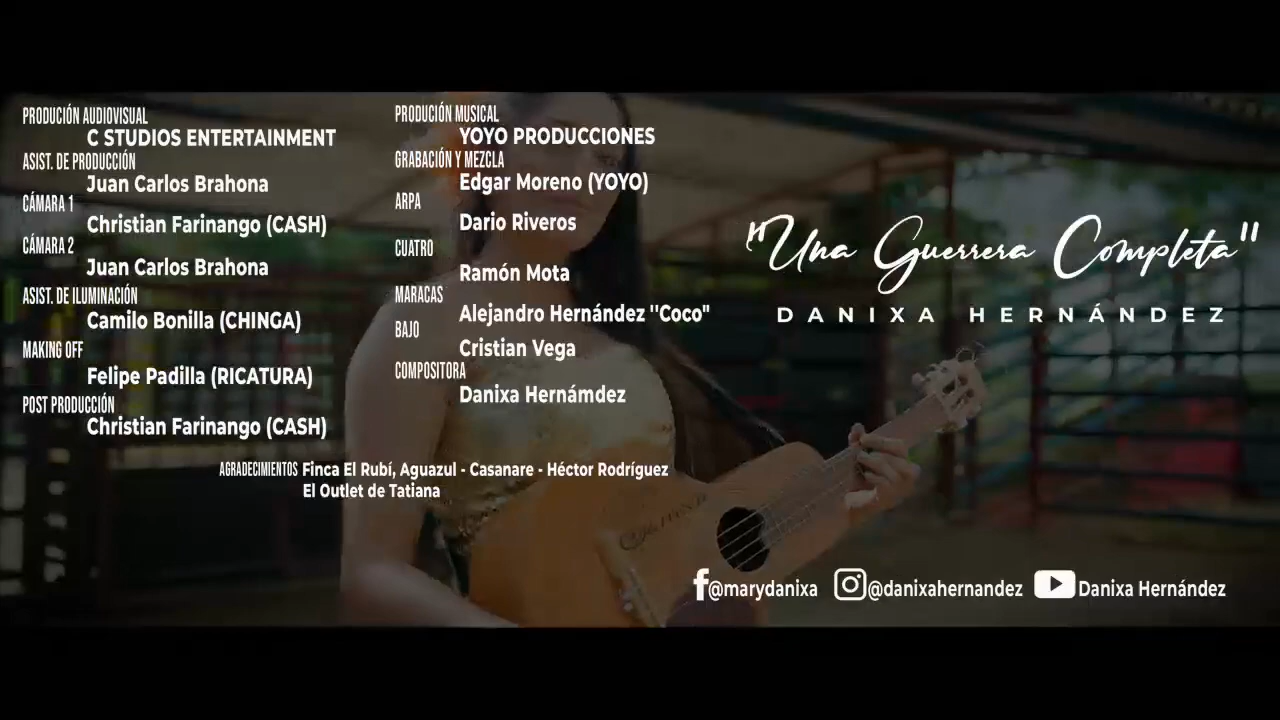 PRODUCIÓN AUDIOVISUAL
C STUDIOS ENTERTAINMENT
ASIST. DE PRODUCCIÓN
Juan Carlos Brahona
CÁMARA 1
Christian Farinango (CASH)
CÁMARA 2
Juan Carlos Brahona
ASIST. DE ILUMINACIÓN
Camilo Bonilla (CHINGA)
MAKING OFF
Felipe Padilla (RICATURA)
POST PRODUCCIÓN
Christian Farinango (CASH)
PRODUCIÓN MUSICAL
YOYO PRODUCCIONES
GRABACIÓN Y MEZCLA
Edgar Moreno (YOYO)
ARPA
Dario Riveros
CUATRO
Ramón Mota
MARACAS
Alejandro Hernández "Coco"
BAJO
Cristian Vega
COMPOSITORA
Danixa Hernámdez
AGRADECIMIENTOS Finca El Rubí, Aguazul - Casanare - Héctor Rodríguez
El Outlet de Tatiana
"Una Guerrera Completa"
DANIXA HERNÁNDEZ
@marydanixa @danixahernandez Danixa Hernández